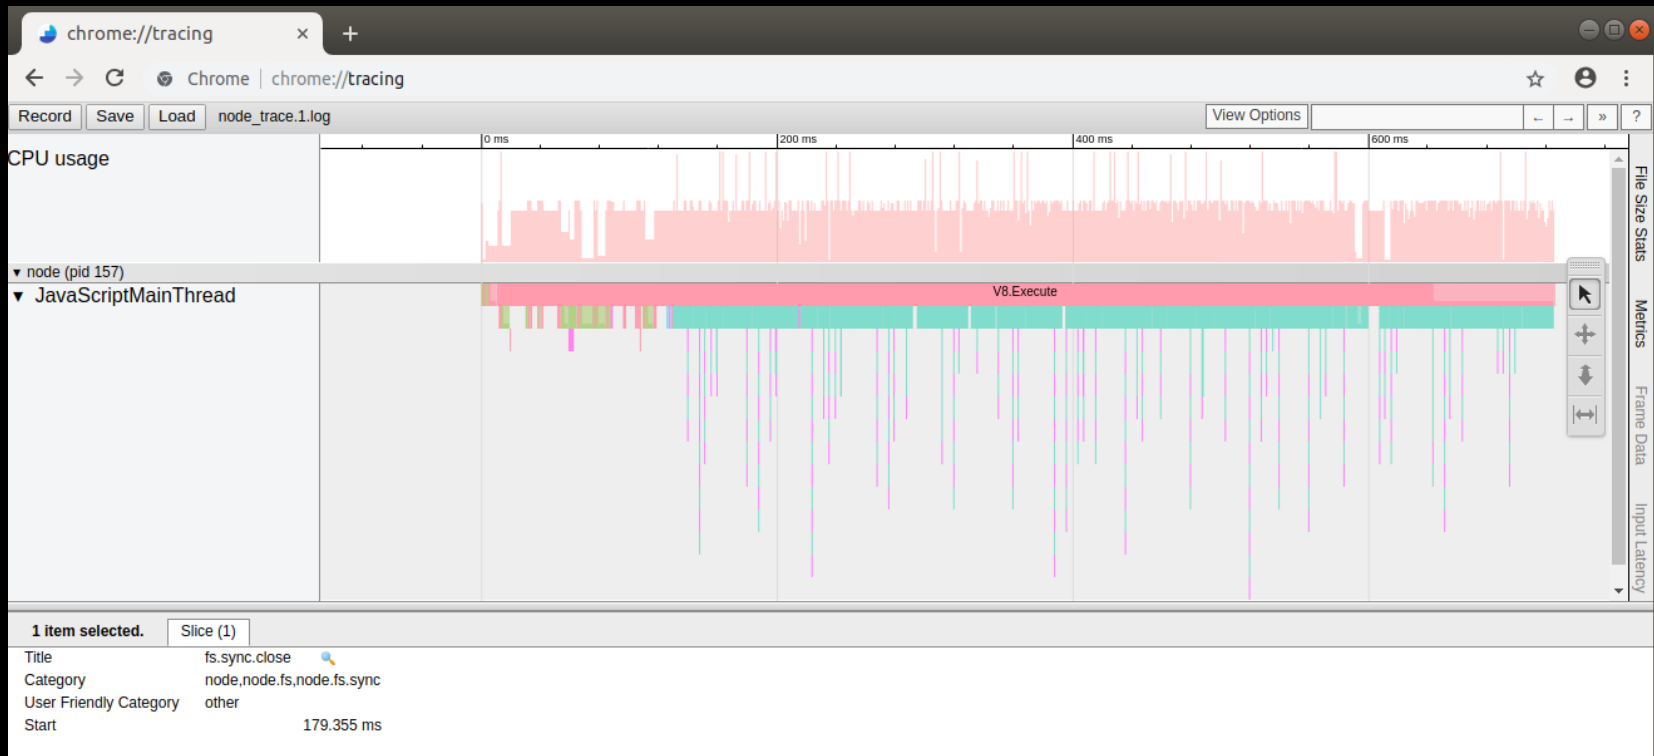 chrome://tracing
Chrome | chrome://tracing
Record Save Load node_trace.1.log View Options ← → » ?
0 ms 200 ms 400 ms 600 ms
CPU usage
node (pid 157)
JavaScriptMainThread
V8.Execute
File Size Stats
Metrics
Frame Data
Input Latency
1 item selected. Slice (1)
Title fs.sync.close
Category node,node.fs,node.fs.sync
User Friendly Category other
Start 179.355 ms